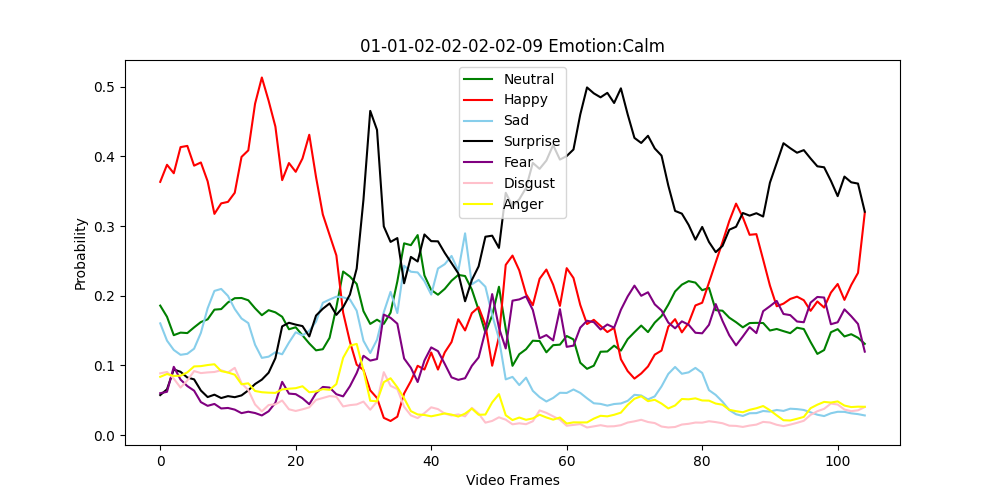 01-01-02-02-02-02-09 Emotion:Calm
Neutral
Happy
Sad
Surprise
Fear
Disgust
Anger
Probability
0.5
0.4
0.3
0.2
0.1
0.0
0 20 40 60 80 100
Video Frames